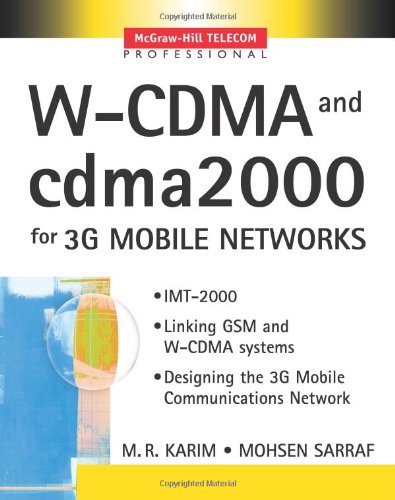 Copyrighted Material
McGraw-Hill TELECOM
PROFESSIONAL
W-CDMA and
cdma2000
for 3G MOBILE NETWORKS
•IMT-2000
•Linking GSM and
W-CDMA systems
•Designing the 3G Mobile
Communications Network
M.R. KARIM • MOHSEN SARRAF
Copyrighted Material